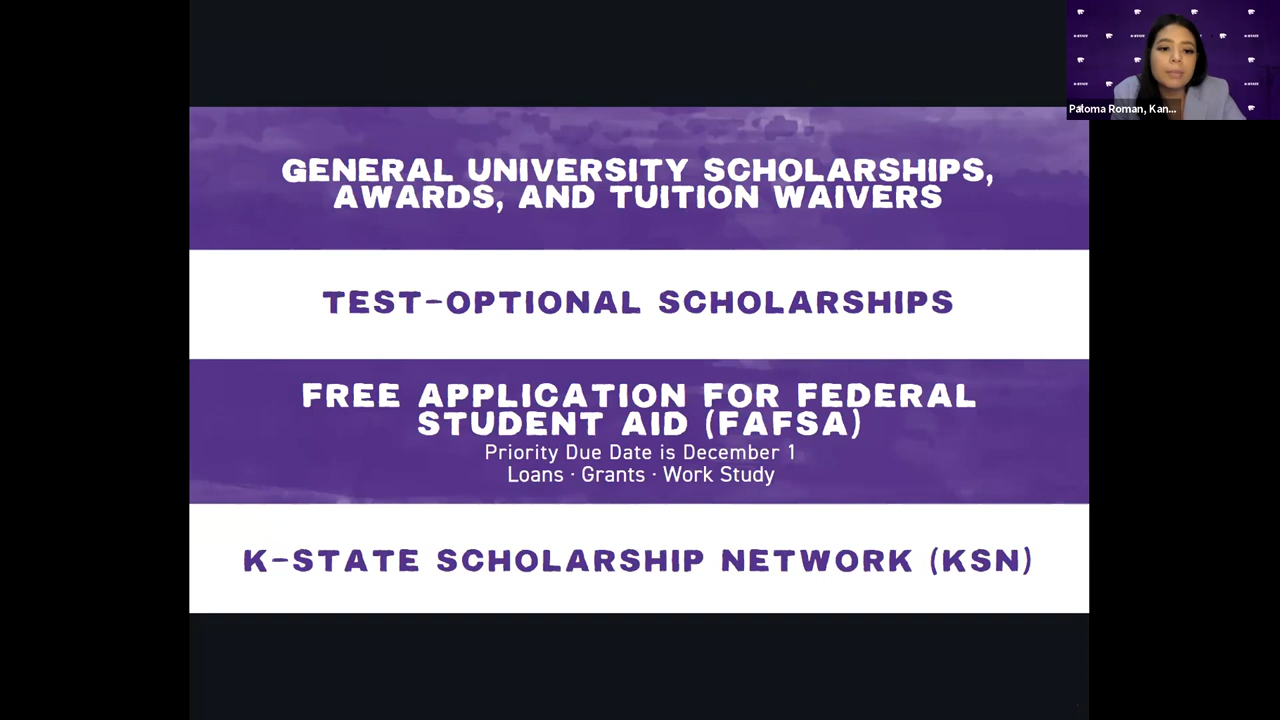 GENERAL UNIVERSITY SCHOLARSHIPS,
AWARDS, AND TUITION WAIVERS
TEST-OPTIONAL SCHOLARSHIPS
FREE APPLICATION FOR FEDERAL
STUDENT AID (FAFSA)
Priority Due Date is December 1
Loans · Grants · Work Study
K-STATE SCHOLARSHIP NETWORK (KSN)
Paloma Roman, Kan...